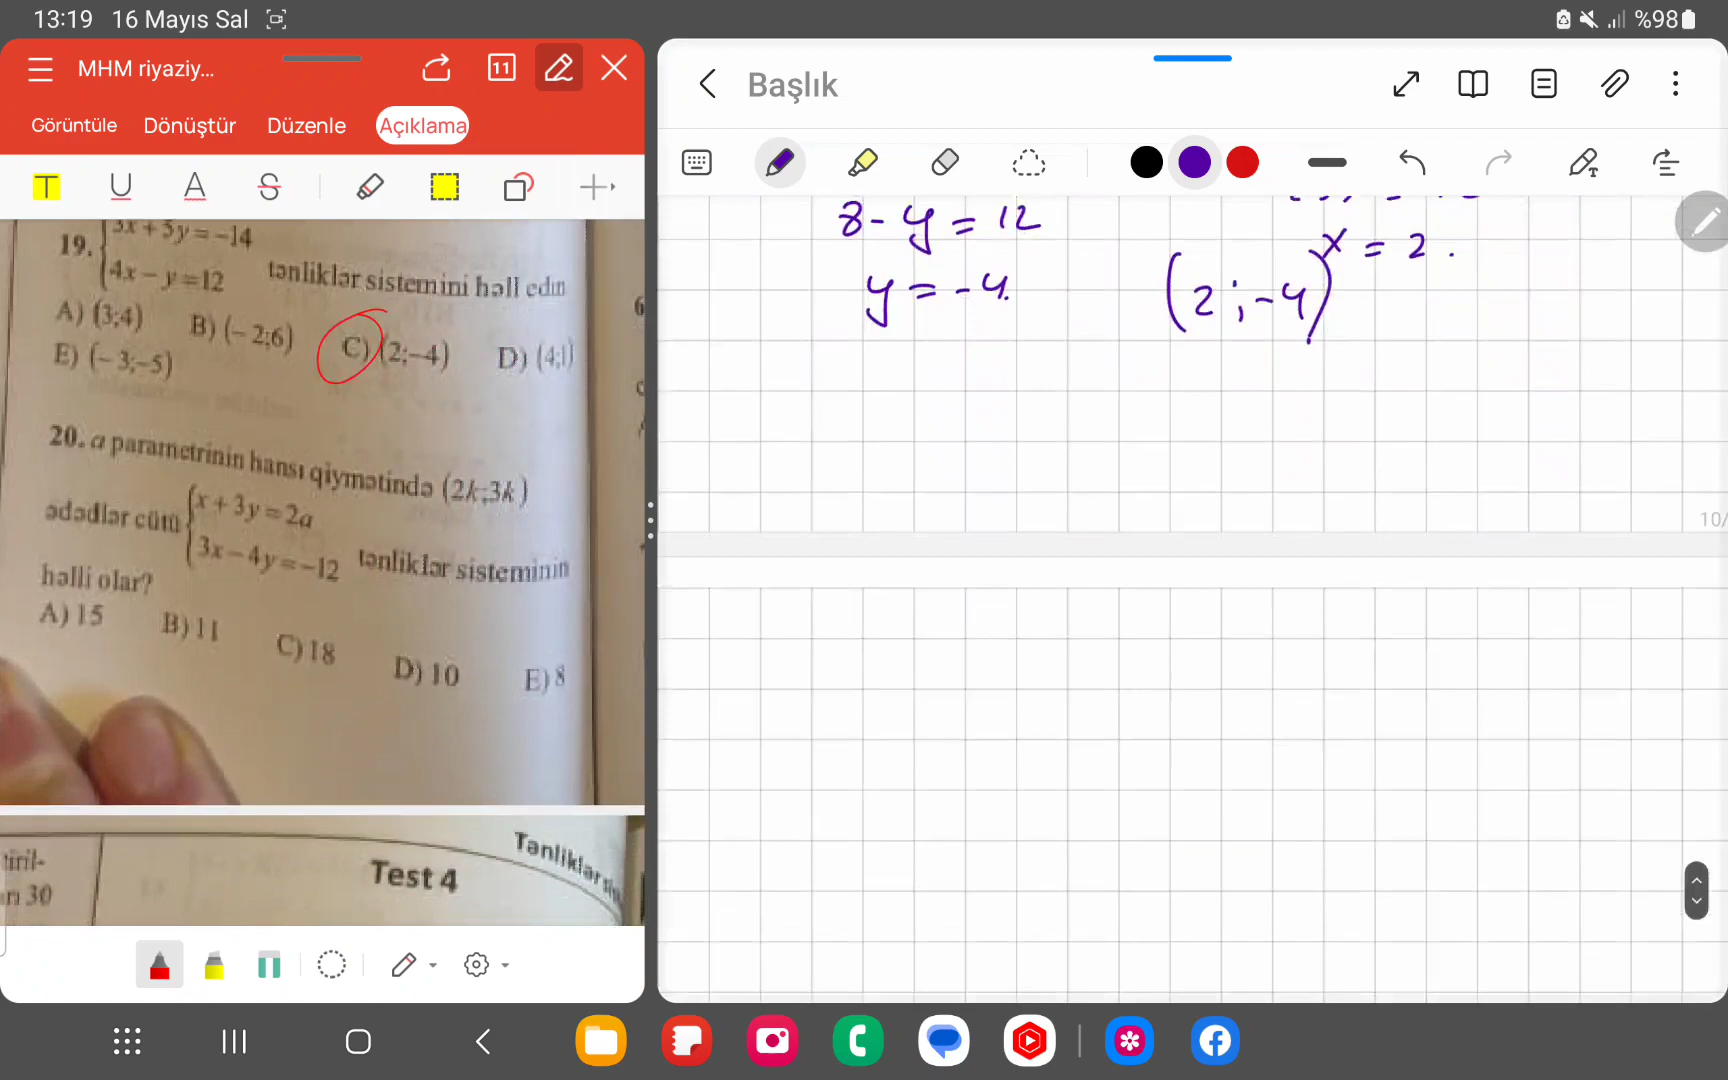 13:19 16 Mayıs Sal %98
MHM riyaziy... 11
Görüntüle Dönüştür Düzenle Açıklama
T U A S
19. 3x + 5y = -14
4x - y = 12 tənliklər sistemini həll edin
A) (3;4) B) (-2;6) C) (2;-4) D) (4;1)
E) (-3;-5)
20. a parametrinin hansı qiymətində (2k;3k)
ədədlər cütü x + 3y = 2a
3x - 4y = -12 tənliklər sisteminin
həlli olar?
A) 15 B) 11 C) 18 D) 10 E) 8
Test 4
Tənliklər
30
Başlık
8 - y = 12
y = -4.
x = 2.
(2;-4)
10/